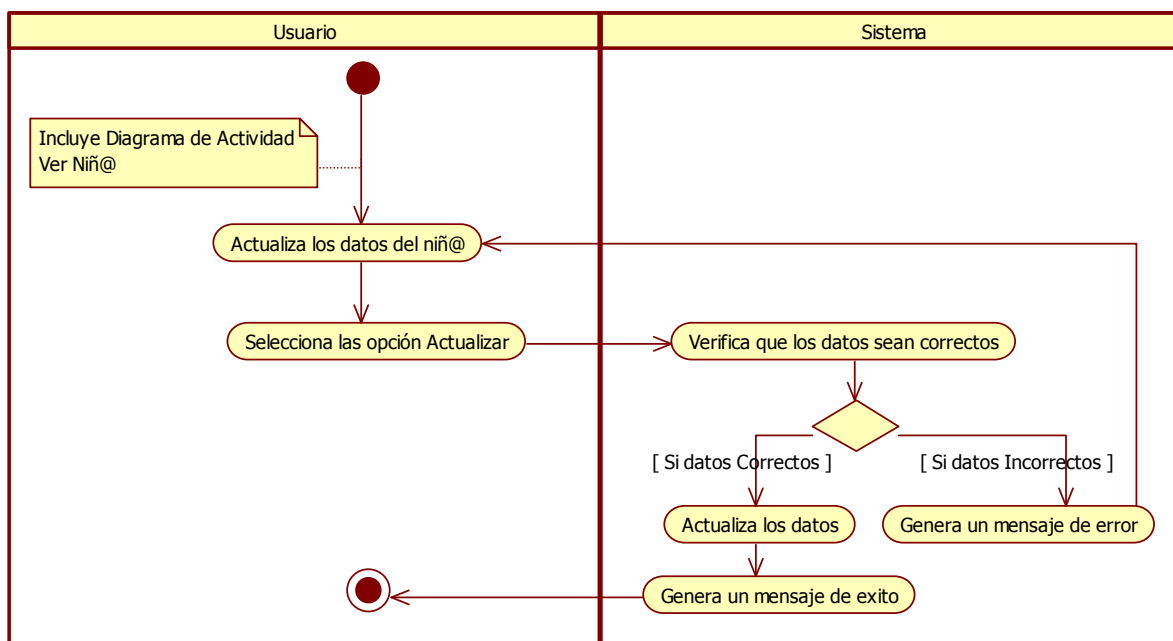 Usuario
Sistema
Incluye Diagrama de Actividad
Ver Niñ@
Actualiza los datos del niñ@
Selecciona las opción Actualizar
Verifica que los datos sean correctos
[ Si datos Correctos ]
[ Si datos Incorrectos ]
Actualiza los datos
Genera un mensaje de error
Genera un mensaje de exito